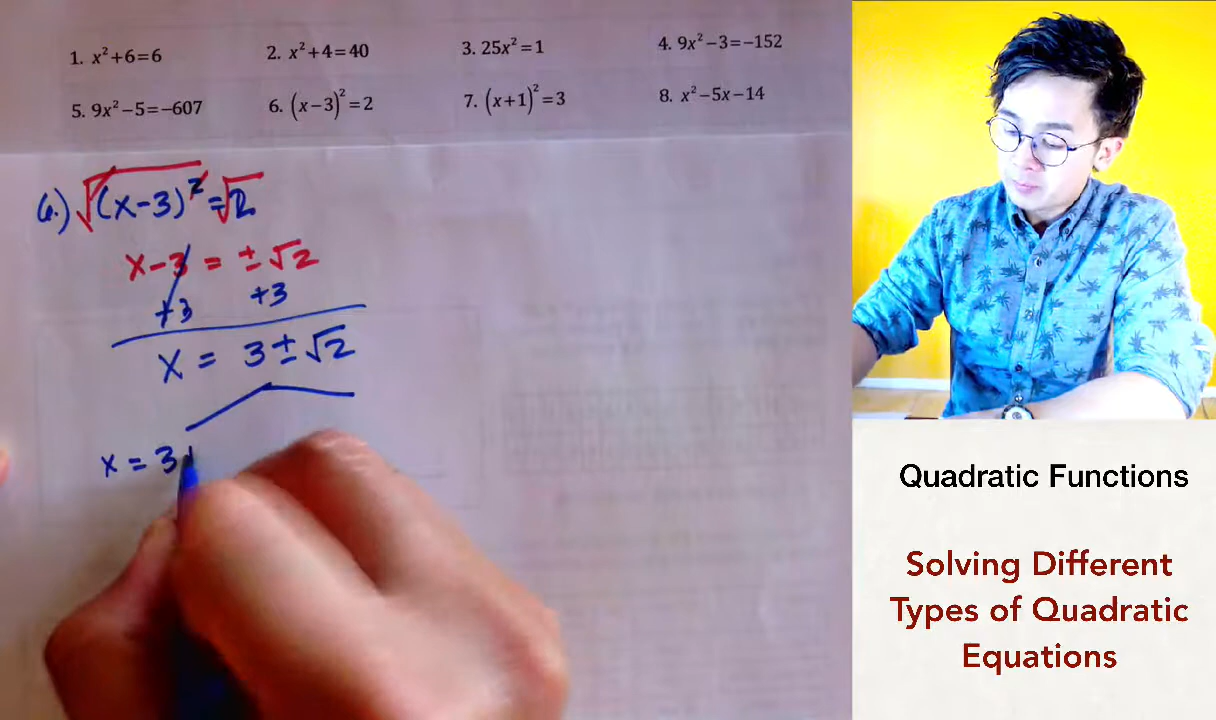 1. x²+6=6 2. x²+4=40 3. 25x²=1 4. 9x²−3=−152
5. 9x²−5=−607 6. (x−3)²=2 7. (x+1)²=3 8. x²−5x−14
6.) √(x−3)² = √2
x−3 = ±√2
+3 +3
x = 3±√2
x = 3
Quadratic Functions
Solving Different
Types of Quadratic
Equations